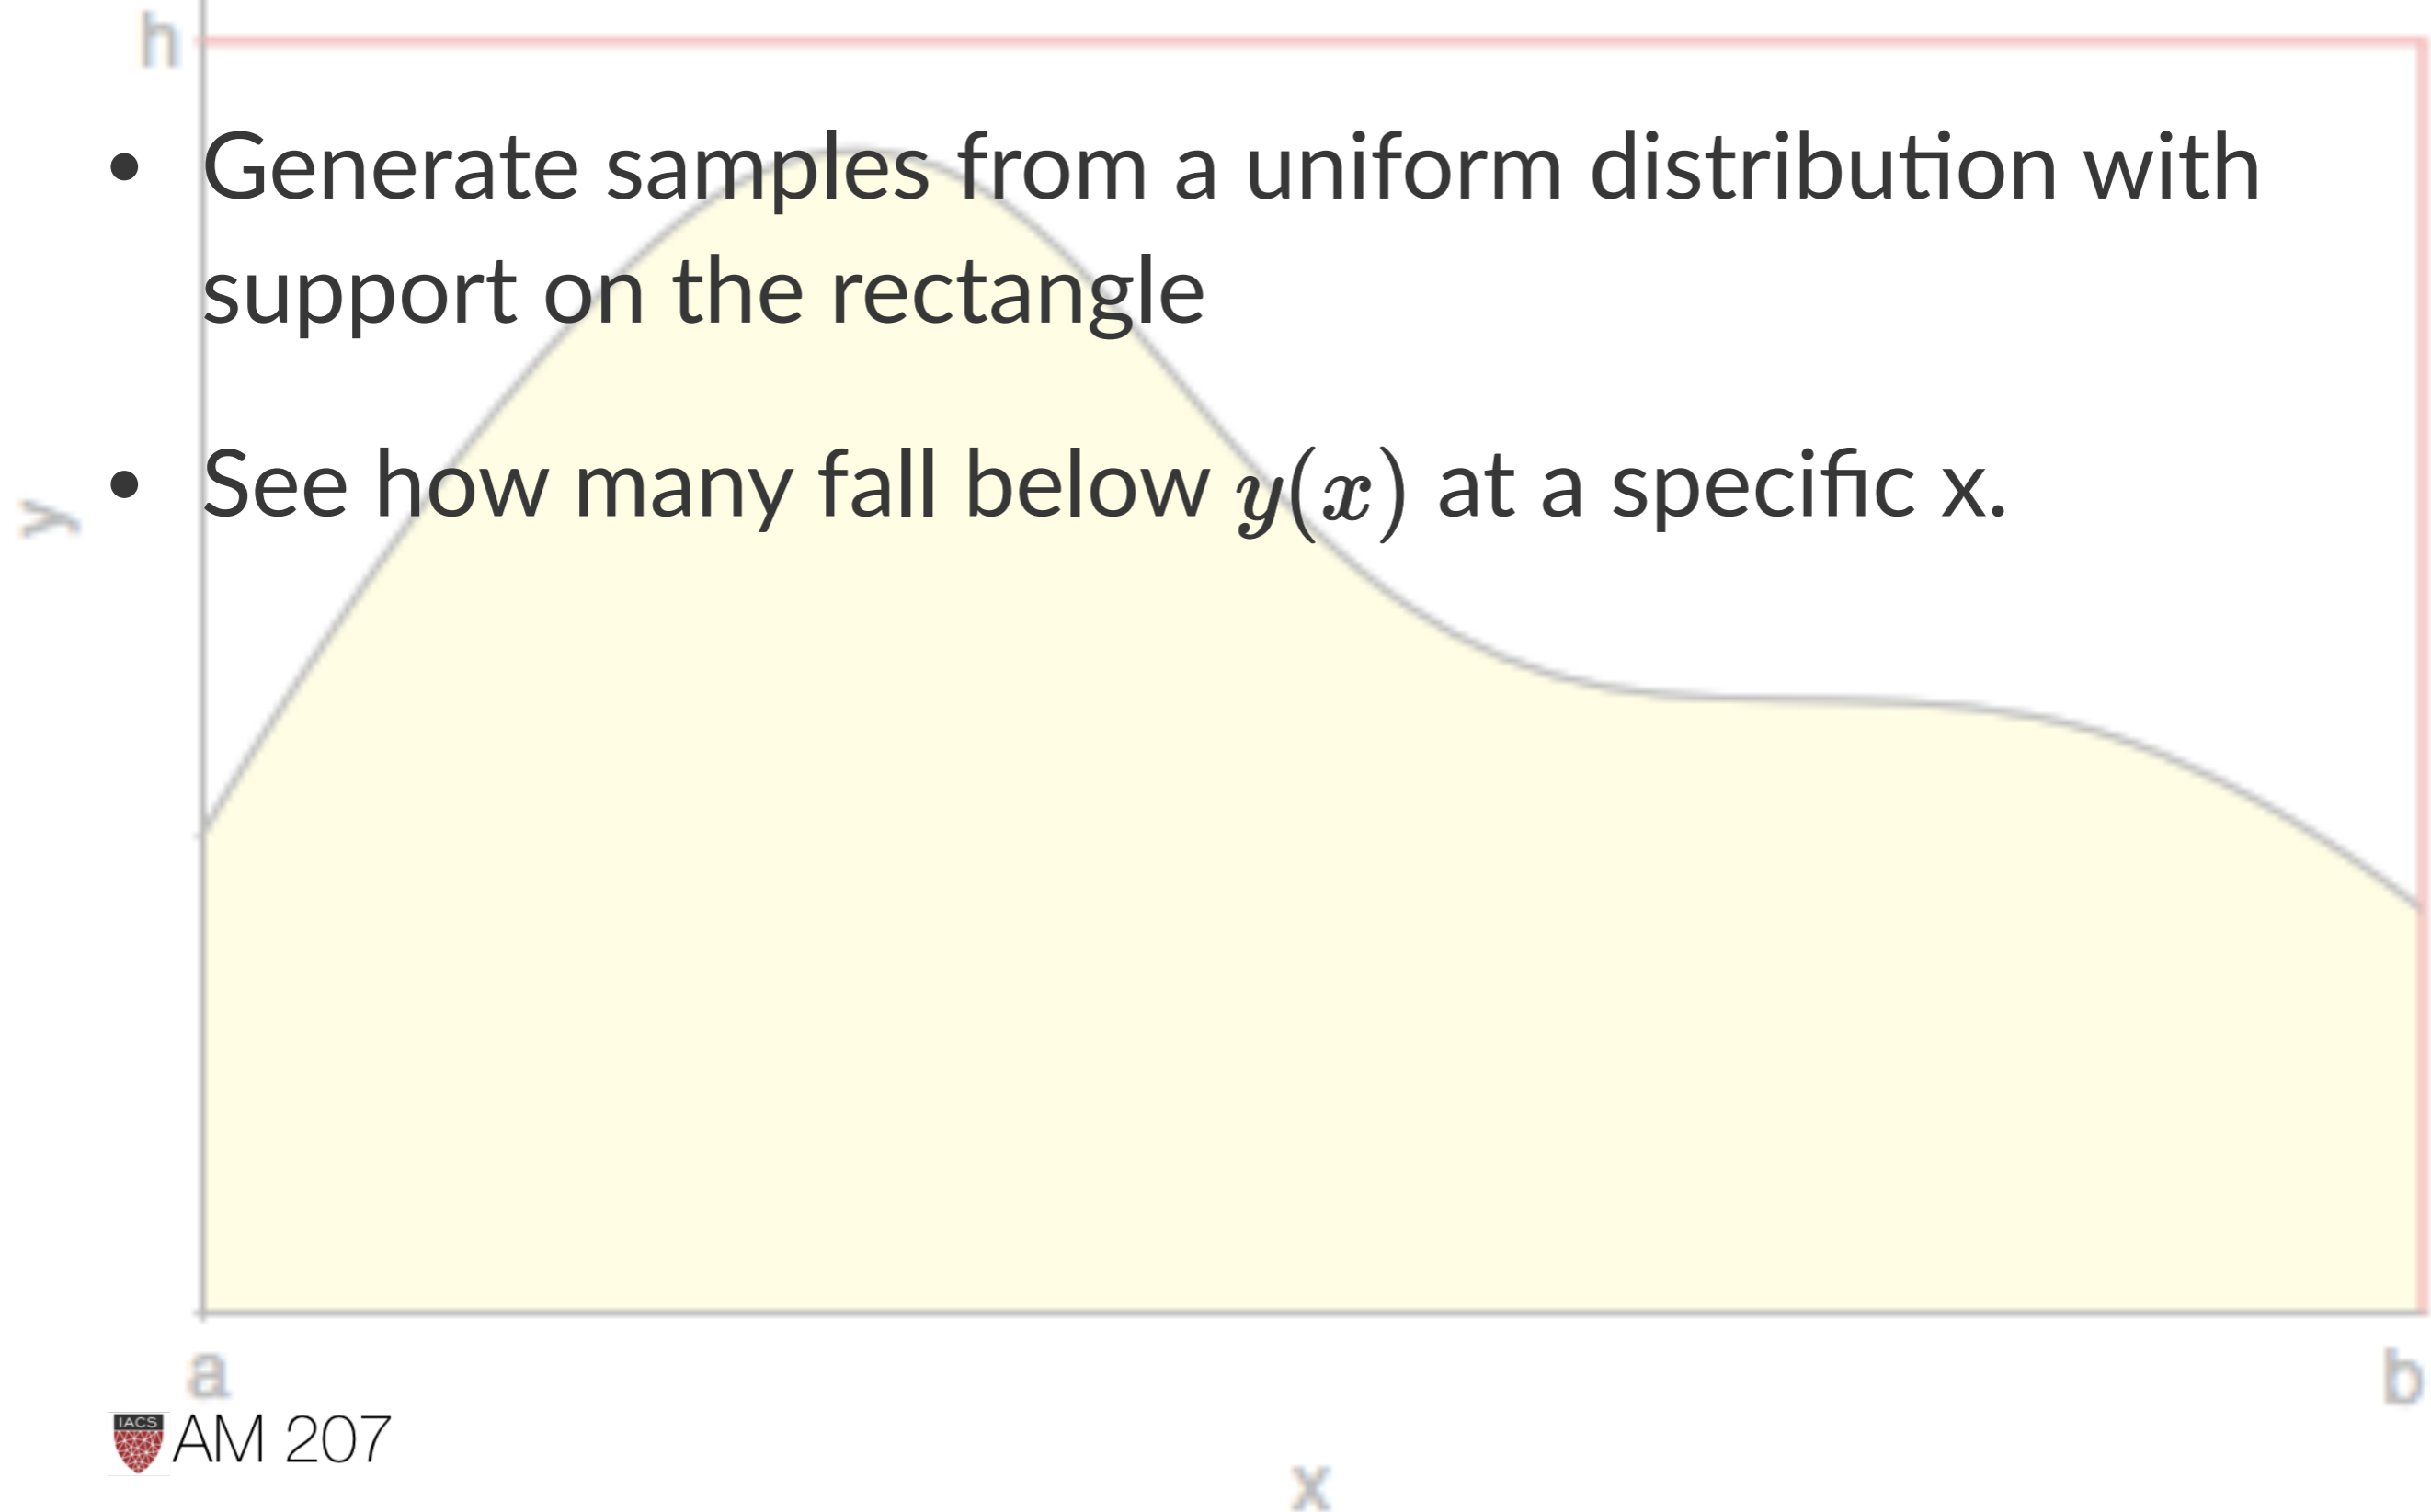 h
• Generate samples from a uniform distribution with
support on the rectangle
• See how many fall below y(x) at a specific x.
y
a
b
IACS
AM 207
x